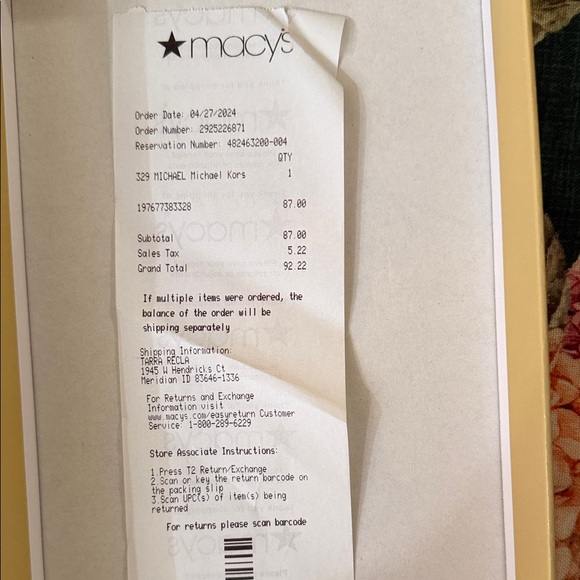 ★macy's
Order Date: 04/27/2024
Order Number: 2925226871
Reservation Number: 482463200-004
QTY
329 MICHAEL Michael Kors 1
197677383328 87.00
Subtotal 87.00
Sales Tax 5.22
Grand Total 92.22
If multiple items were ordered, the
balance of the order will be
shipping separately
Shipping Information:
TARRA RECLA
1945 W Hendricks Ct
Meridian ID 83646-1336
For Returns and Exchange
Information visit
www.macys.com/easyreturn Customer
Service: 1-800-289-6229
Store Associate Instructions:
1.Press T2 Return/Exchange
2.Scan or key the return barcode on
the packing slip
3.Scan UPC(s) of item(s) being
returned
For returns please scan barcode